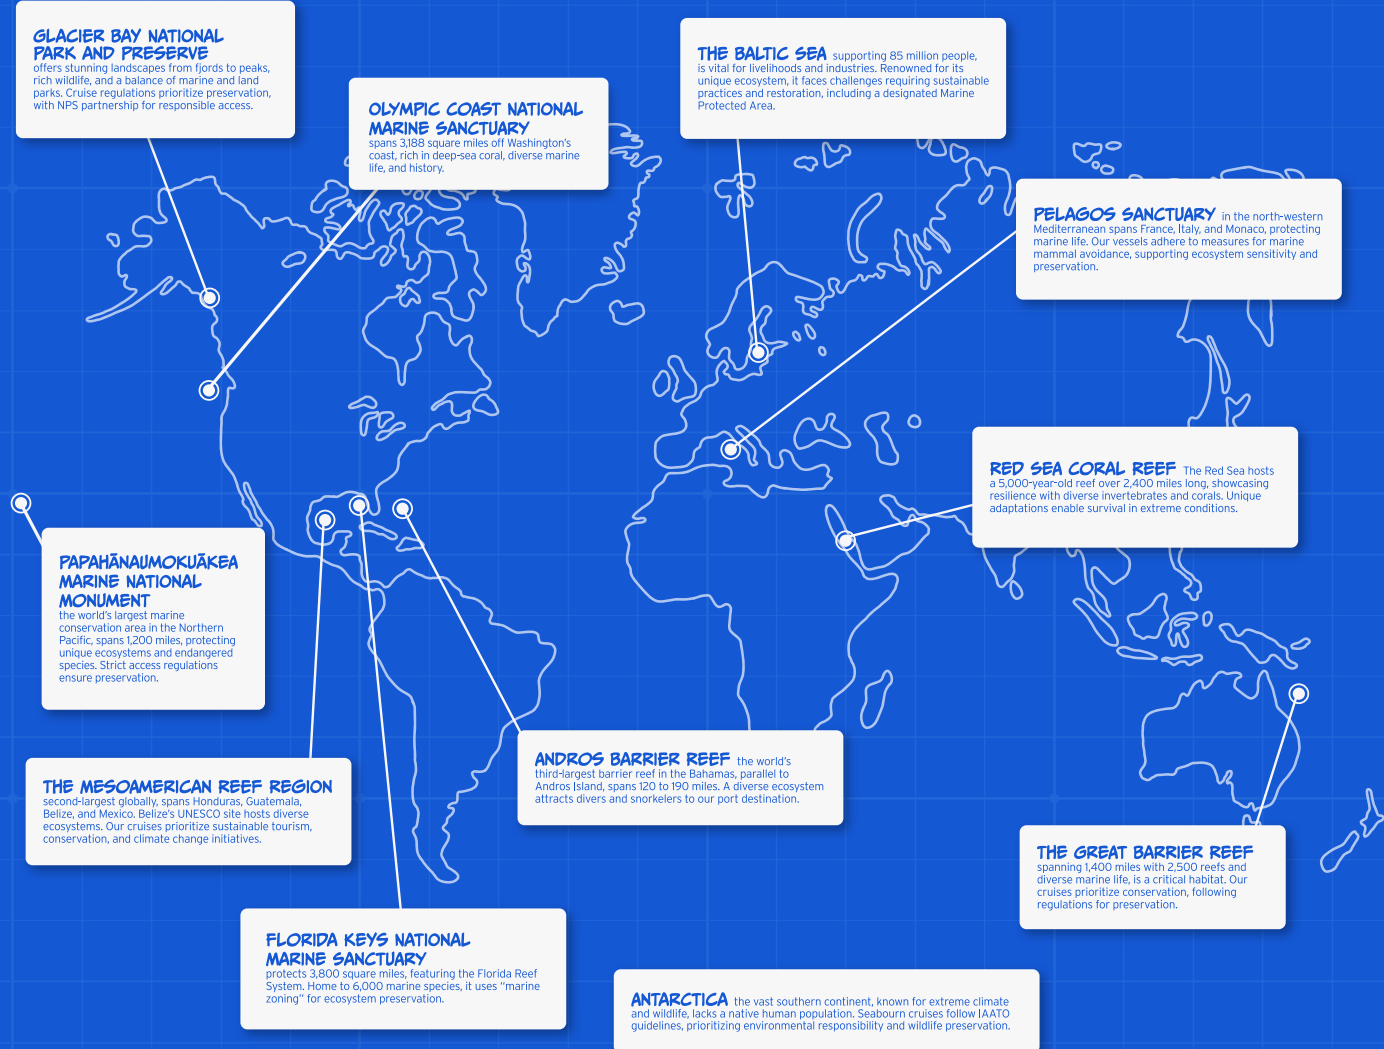 GLACIER BAY NATIONAL
PARK AND PRESERVE
offers stunning landscapes from fjords to peaks,
rich wildlife, and a balance of marine and land
parks. Cruise regulations prioritize preservation,
with NPS partnership for responsible access.
OLYMPIC COAST NATIONAL
MARINE SANCTUARY
spans 3,188 square miles off Washington's
coast, rich in deep-sea coral, diverse marine
life, and history.
THE BALTIC SEA supporting 85 million people,
is vital for livelihoods and industries. Renowned for its
unique ecosystem, it faces challenges requiring sustainable
practices and restoration, including a designated Marine
Protected Area.
PELAGOS SANCTUARY in the north-western
Mediterranean spans France, Italy, and Monaco, protecting
marine life. Our vessels adhere to measures for marine
mammal avoidance, supporting ecosystem sensitivity and
preservation.
RED SEA CORAL REEF The Red Sea hosts
a 5,000-year-old reef over 2,400 miles long, showcasing
resilience with diverse invertebrates and corals. Unique
adaptations enable survival in extreme conditions.
PAPAHĀNAUMOKUĀKEA
MARINE NATIONAL
MONUMENT
the world's largest marine
conservation area in the Northern
Pacific, spans 1,200 miles, protecting
unique ecosystems and endangered
species. Strict access regulations
ensure preservation.
THE MESOAMERICAN REEF REGION
second-largest globally, spans Honduras, Guatemala,
Belize, and Mexico. Belize's UNESCO site hosts diverse
ecosystems. Our cruises prioritize sustainable tourism,
conservation, and climate change initiatives.
ANDROS BARRIER REEF the world's
third-largest barrier reef in the Bahamas, parallel to
Andros Island, spans 120 to 190 miles. A diverse ecosystem
attracts divers and snorkelers to our port destination.
THE GREAT BARRIER REEF
spanning 1,400 miles with 2,500 reefs and
diverse marine life, is a critical habitat. Our
cruises prioritize conservation, following
regulations for preservation.
FLORIDA KEYS NATIONAL
MARINE SANCTUARY
protects 3,800 square miles, featuring the Florida Reef
System. Home to 6,000 marine species, it uses "marine
zoning" for ecosystem preservation.
ANTARCTICA the vast southern continent, known for extreme climate
and wildlife, lacks a native human population. Seabourn cruises follow IAATO
guidelines, prioritizing environmental responsibility and wildlife preservation.